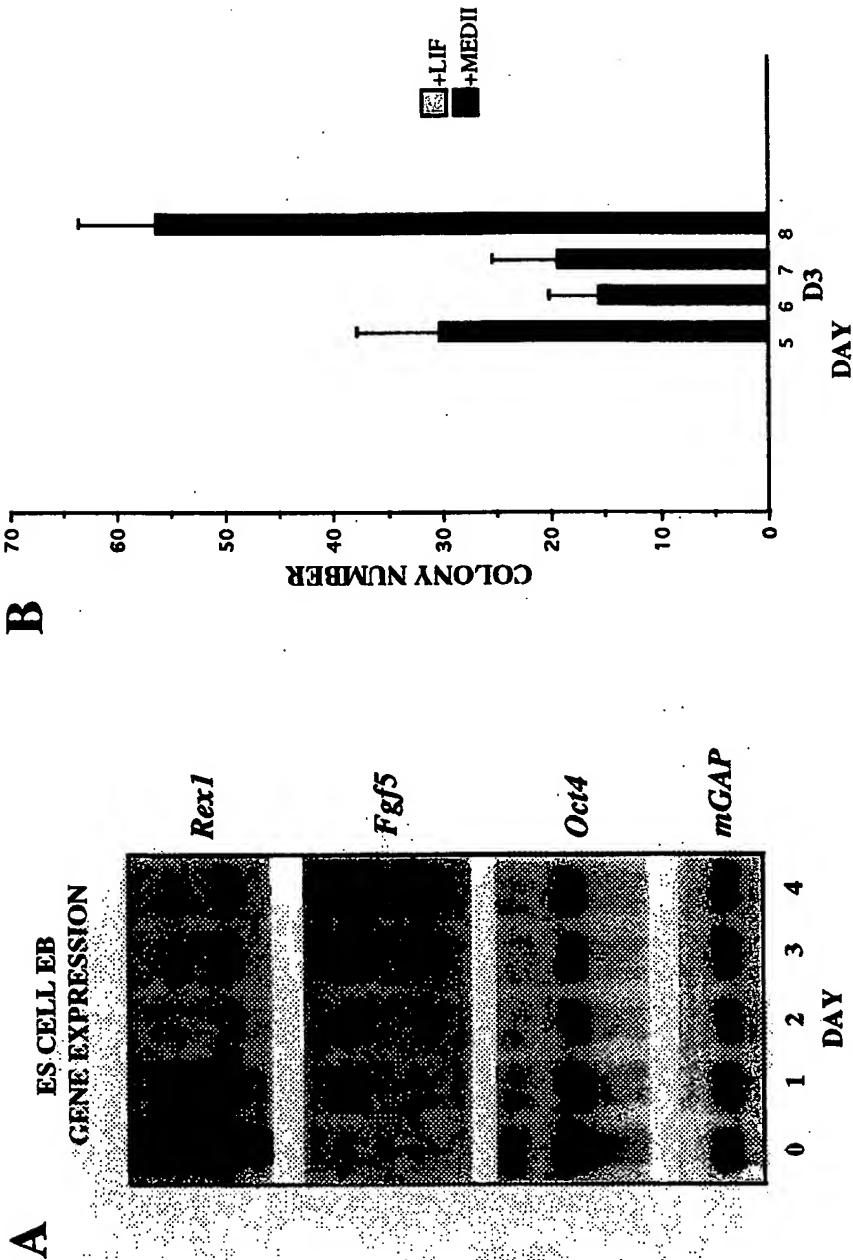 A
ES CELL EB
GENE EXPRESSION
Rex1
Fgf5
Oct4
mGAP
0 1 2 3 4
DAY
B
70
60
50
40
30
20
10
0
COLONY NUMBER
+LIF
+MEDII
5 6 7 8
D3
DAY